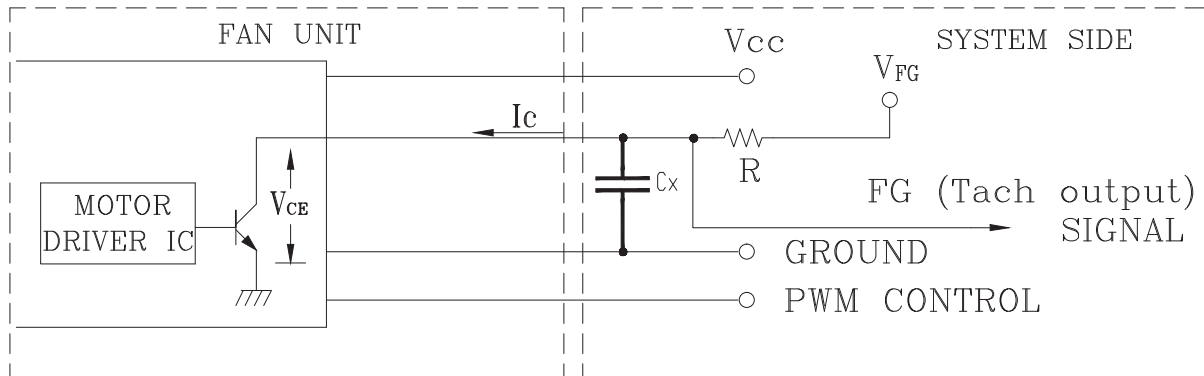 FAN UNIT
SYSTEM SIDE
Vcc
VFG
Ic
R
Cx
VCE
MOTOR
DRIVER IC
FG (Tach output)
SIGNAL
GROUND
PWM CONTROL